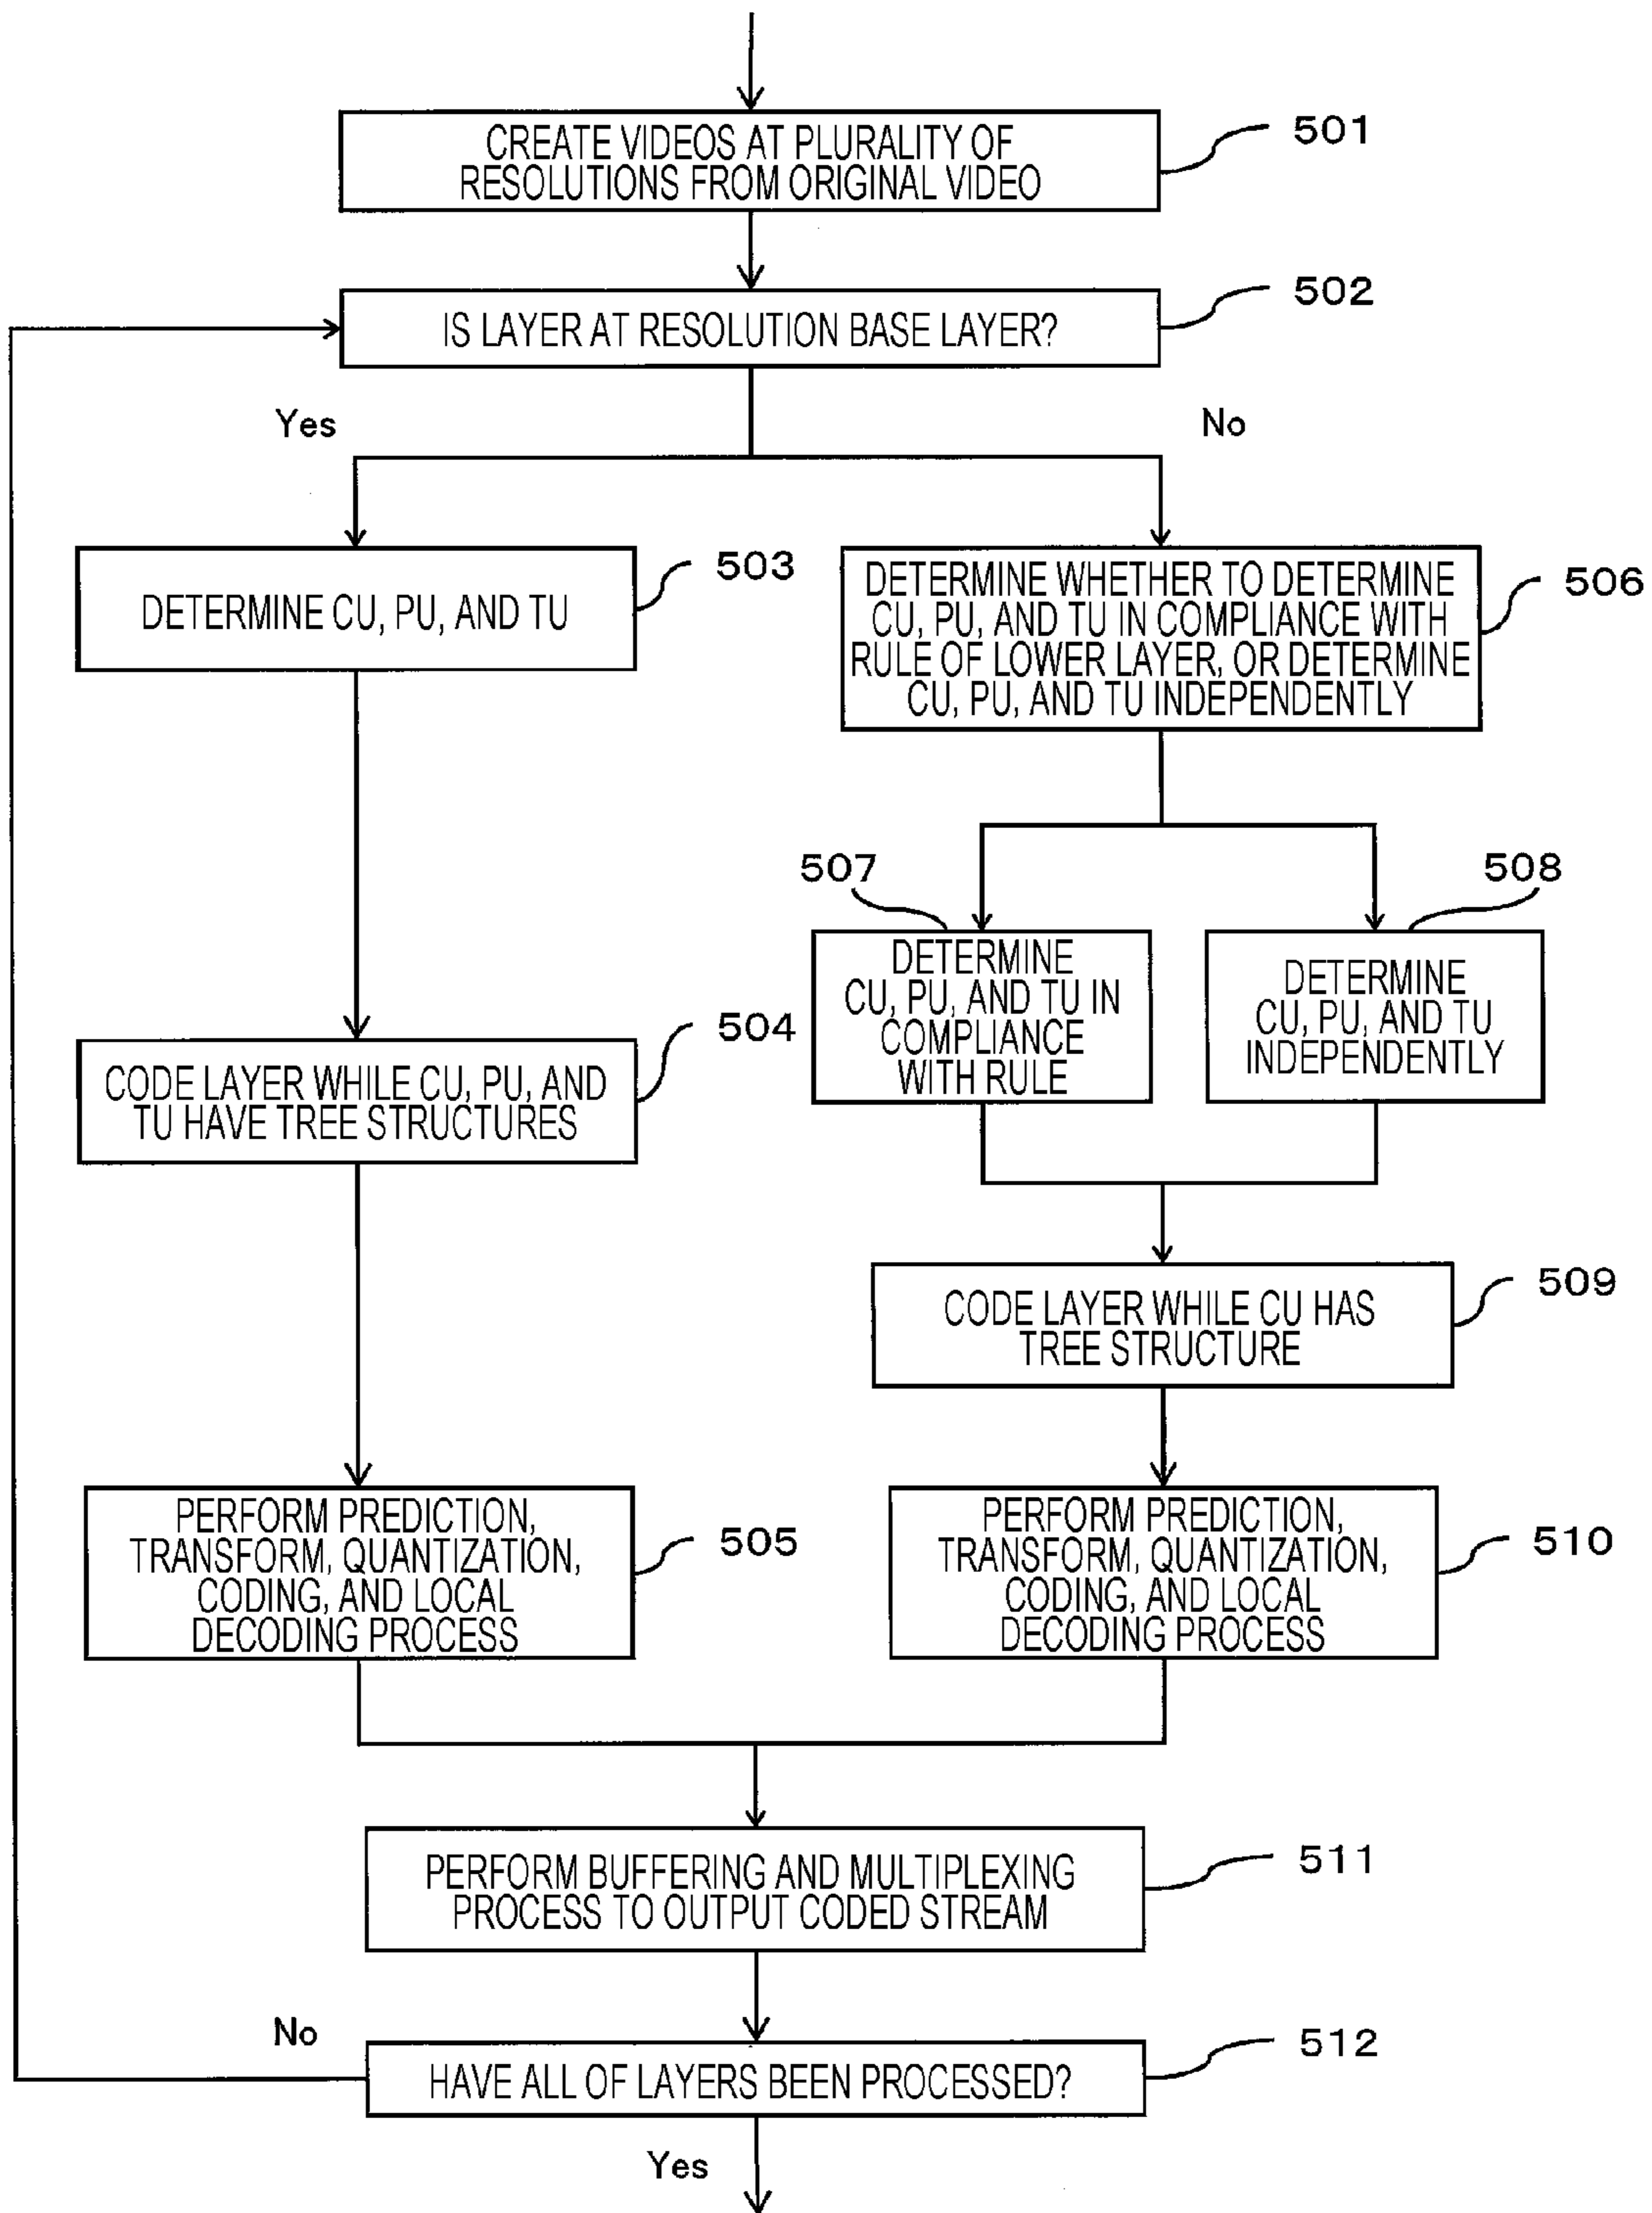 CREATE VIDEOS AT PLURALITY OF
RESOLUTIONS FROM ORIGINAL VIDEO
501
IS LAYER AT RESOLUTION BASE LAYER?
502
Yes
No
DETERMINE CU, PU, AND TU
503
DETERMINE WHETHER TO DETERMINE
CU, PU, AND TU IN COMPLIANCE WITH
RULE OF LOWER LAYER, OR DETERMINE
CU, PU, AND TU INDEPENDENTLY
506
507
508
DETERMINE
CU, PU, AND TU IN
COMPLIANCE
WITH RULE
DETERMINE
CU, PU, AND TU
INDEPENDENTLY
CODE LAYER WHILE CU, PU, AND
TU HAVE TREE STRUCTURES
504
CODE LAYER WHILE CU HAS
TREE STRUCTURE
509
PERFORM PREDICTION,
TRANSFORM, QUANTIZATION,
CODING, AND LOCAL
DECODING PROCESS
505
PERFORM PREDICTION,
TRANSFORM, QUANTIZATION,
CODING, AND LOCAL
DECODING PROCESS
510
PERFORM BUFFERING AND MULTIPLEXING
PROCESS TO OUTPUT CODED STREAM
511
No
HAVE ALL OF LAYERS BEEN PROCESSED?
512
Yes